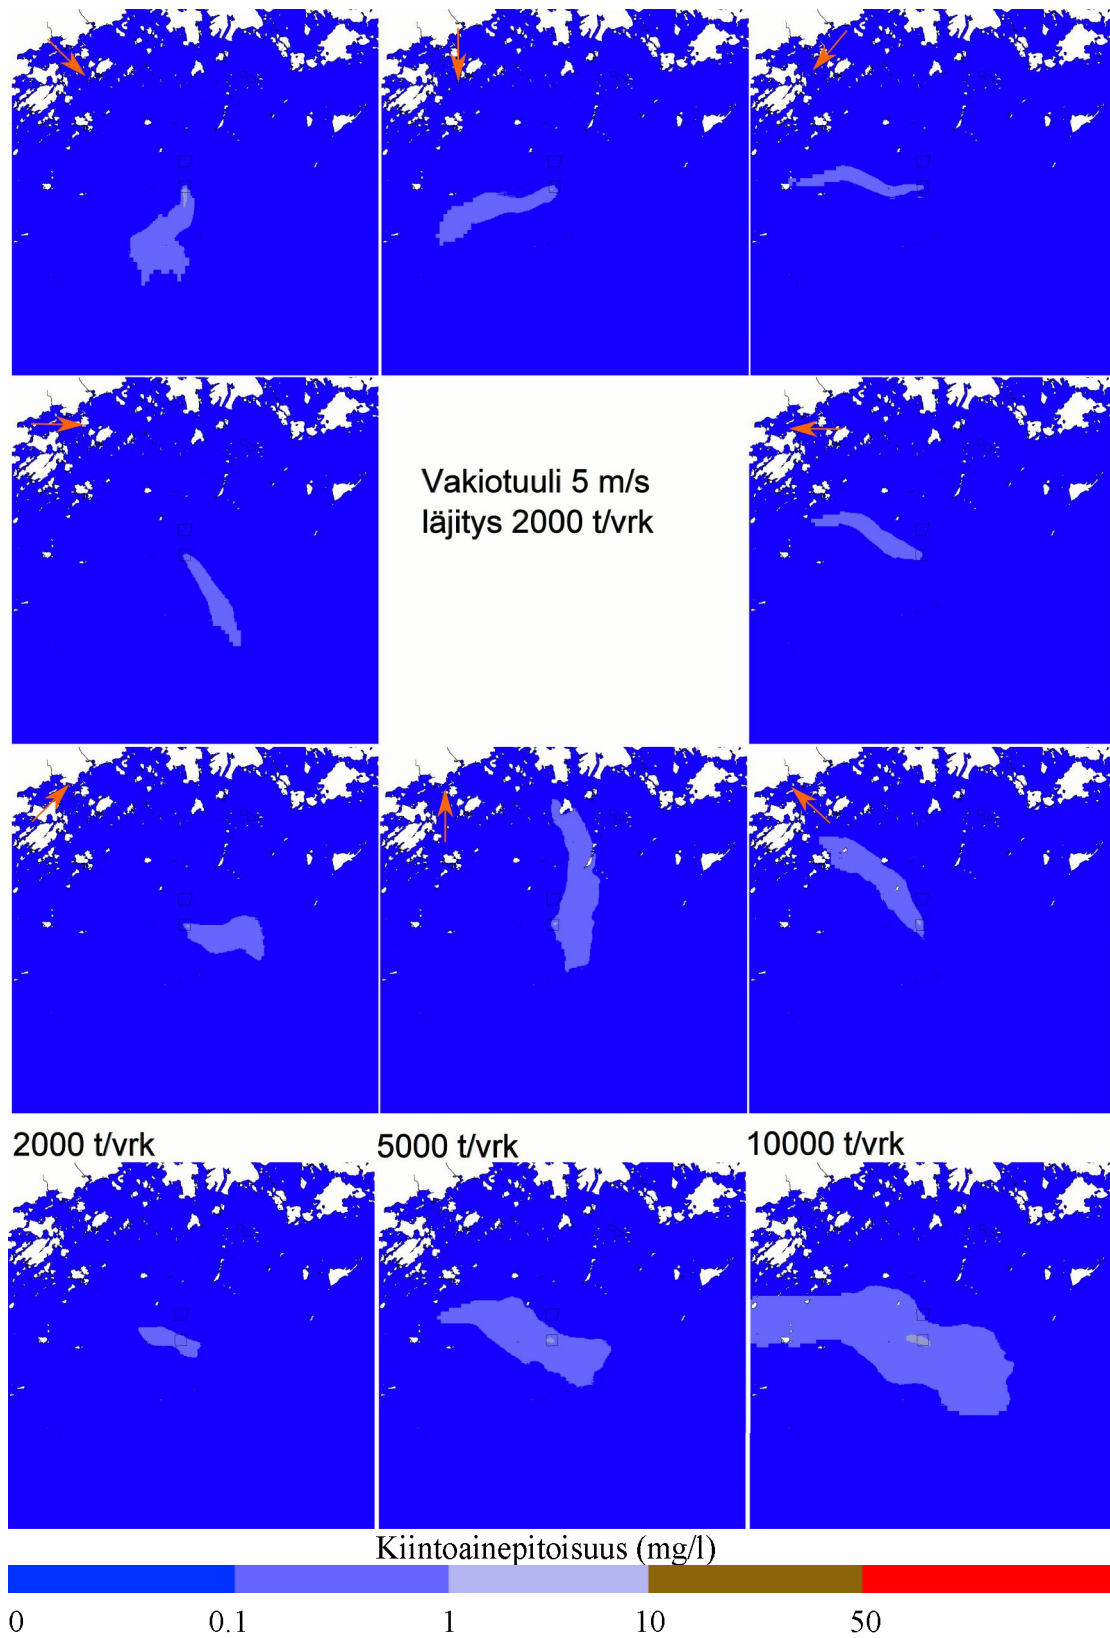 Vakiotuuli 5 m/s
läjitys 2000 t/vrk
2000 t/vrk
5000 t/vrk
10000 t/vrk
Kiintoainepitoisuus (mg/l)
0 0.1 1 10 50